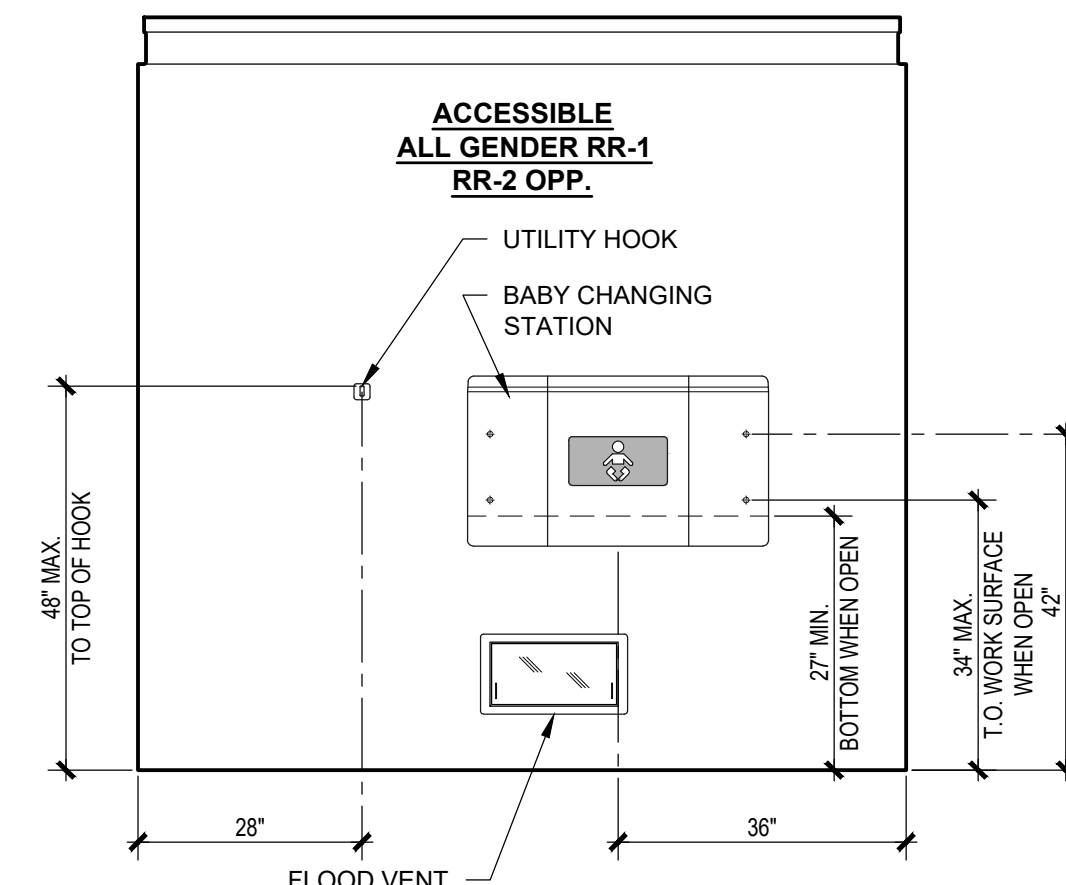 ACCESSIBLE
ALL GENDER RR-1
RR-2 OPP.
UTILITY HOOK
BABY CHANGING
STATION
48" MAX.
TO TOP OF HOOK
27" MIN.
BOTTOM WHEN OPEN
34" MAX.
T.O. WORK SURFACE
WHEN OPEN
42"
28"
36"
FLOOD VENT